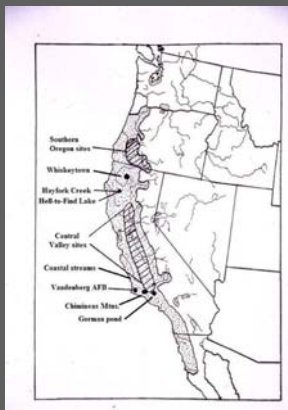 Southern
Oregon sites
Whiskeytown
Hayfork Creek
Hell-to-Find Lake
Central
Valley sites
Coastal streams
Vandenberg AFB
Chimineas Mtns.
Gorman pond